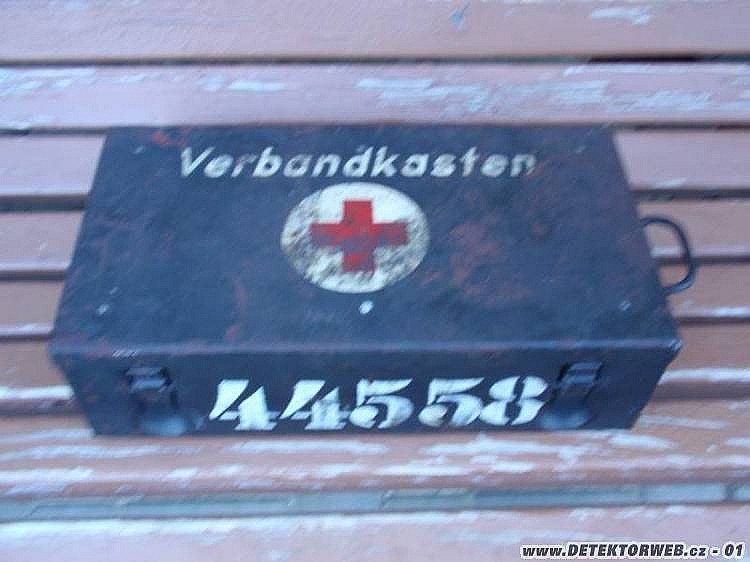 Verbandkasten
44558
www.DETEKTORWEB.cz - 01